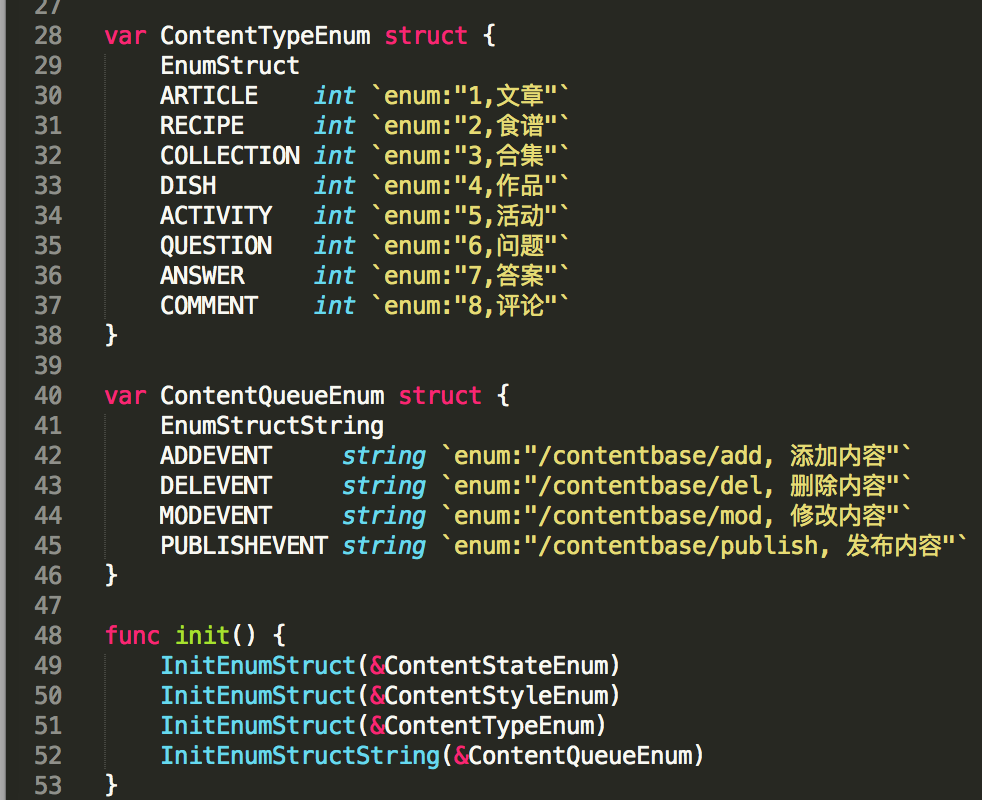 27
28 var ContentTypeEnum struct {
29 EnumStruct
30 ARTICLE int `enum:"1,文章"`
31 RECIPE int `enum:"2,食谱"`
32 COLLECTION int `enum:"3,合集"`
33 DISH int `enum:"4,作品"`
34 ACTIVITY int `enum:"5,活动"`
35 QUESTION int `enum:"6,问题"`
36 ANSWER int `enum:"7,答案"`
37 COMMENT int `enum:"8,评论"`
38 }
39
40 var ContentQueueEnum struct {
41 EnumStructString
42 ADDEVENT string `enum:"/contentbase/add, 添加内容"`
43 DELEVENT string `enum:"/contentbase/del, 删除内容"`
44 MODEVENT string `enum:"/contentbase/mod, 修改内容"`
45 PUBLISHEVENT string `enum:"/contentbase/publish, 发布内容"`
46 }
47
48 func init() {
49 InitEnumStruct(&ContentStateEnum)
50 InitEnumStruct(&ContentStyleEnum)
51 InitEnumStruct(&ContentTypeEnum)
52 InitEnumStructString(&ContentQueueEnum)
53 }